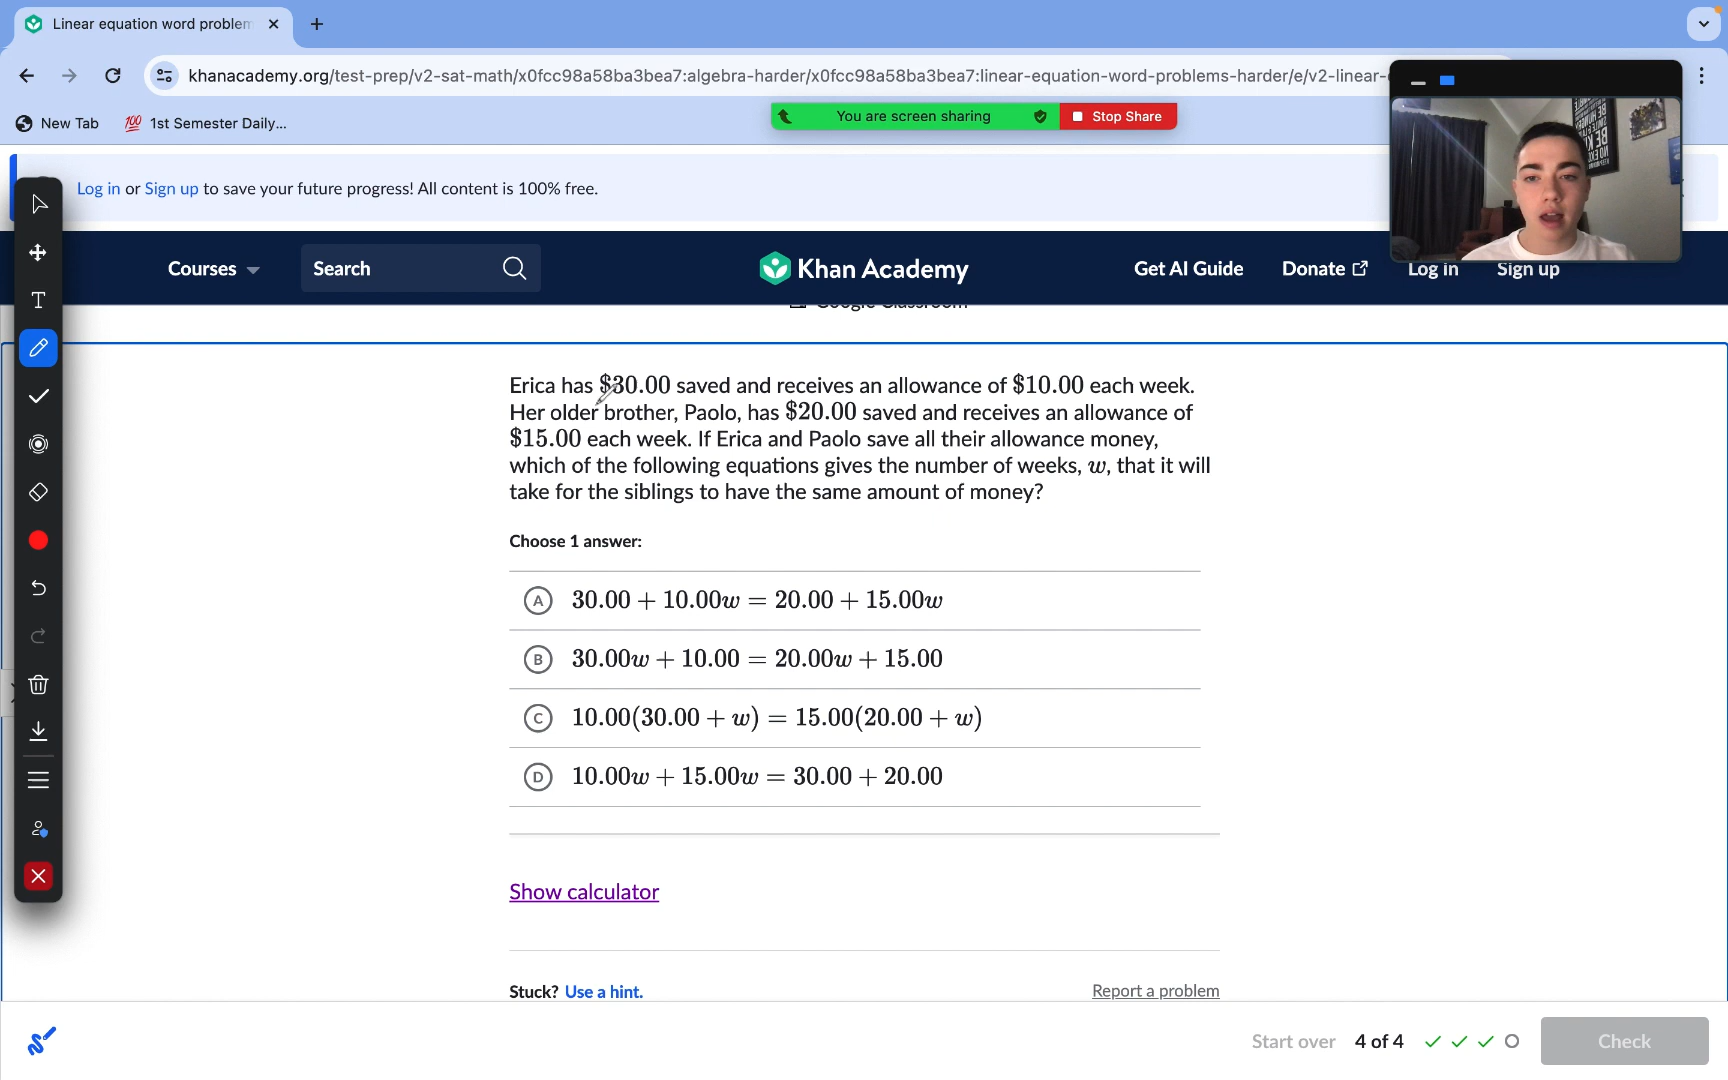 Linear equation word problem
khanacademy.org/test-prep/v2-sat-math/x0fcc98a58ba3bea7:algebra-harder/x0fcc98a58ba3bea7:linear-equation-word-problems-harder/e/v2-linear-
New Tab
1st Semester Daily...
You are screen sharing
Stop Share
Log in or Sign up to save your future progress! All content is 100% free.
Courses
Search
Khan Academy
Get AI Guide
Donate
Log in
Sign up
Google Classroom
Erica has $30.00 saved and receives an allowance of $10.00 each week.
Her older brother, Paolo, has $20.00 saved and receives an allowance of
$15.00 each week. If Erica and Paolo save all their allowance money,
which of the following equations gives the number of weeks, w, that it will
take for the siblings to have the same amount of money?
Choose 1 answer:
A 30.00 + 10.00w = 20.00 + 15.00w
B 30.00w + 10.00 = 20.00w + 15.00
C 10.00(30.00 + w) = 15.00(20.00 + w)
D 10.00w + 15.00w = 30.00 + 20.00
Show calculator
Stuck? Use a hint.
Report a problem
Start over
4 of 4
Check